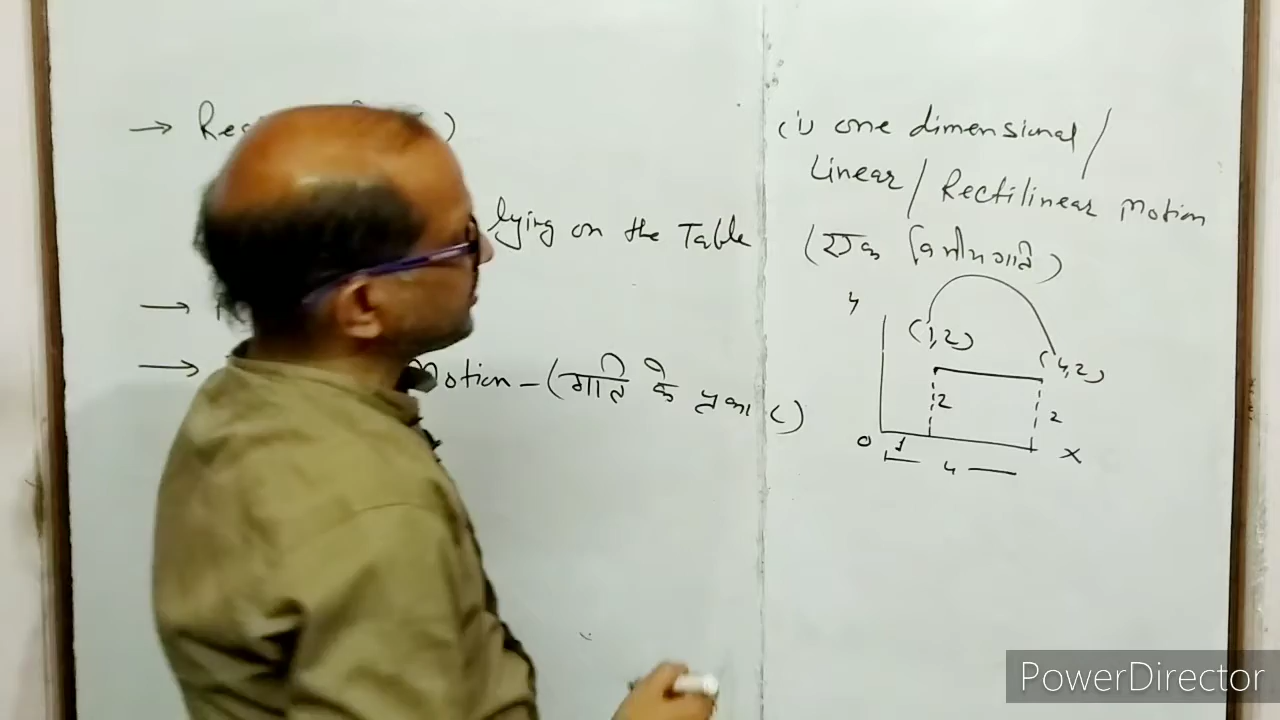 → Re )
lying on the Table
→
→ Motion - (गति के प्रकार)
(i) one dimensional /
Linear / Rectilinear Motion
(एक विमीय गति)
y
(1,2)
(4,2)
2
2
0 1 x
4
PowerDirector